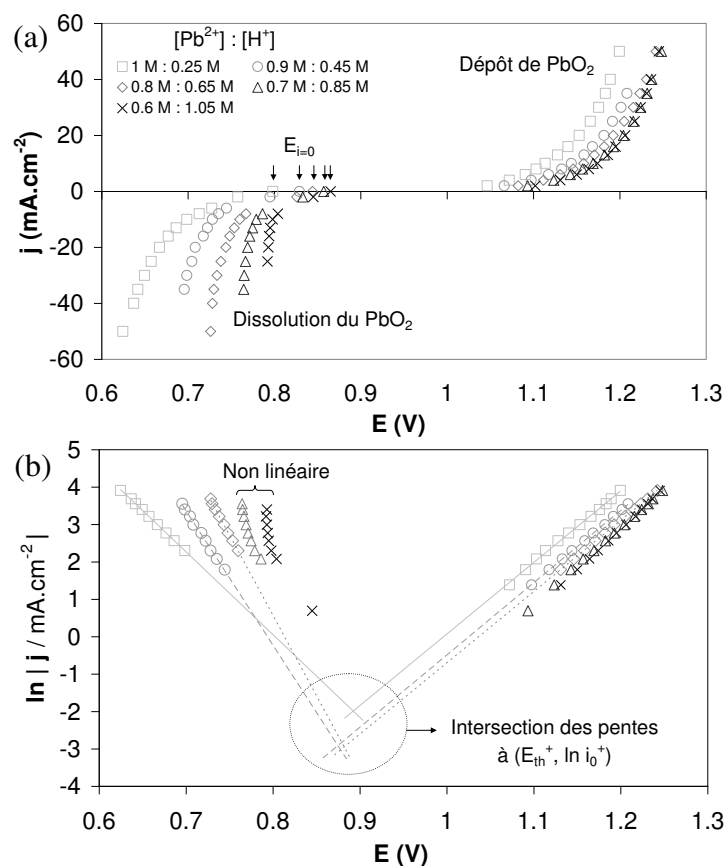 (a)
[Pb²⁺] : [H⁺]
1 M : 0.25 M
0.9 M : 0.45 M
0.8 M : 0.65 M
0.7 M : 0.85 M
0.6 M : 1.05 M
Dépôt de PbO₂
E i=0
Dissolution du PbO₂
j (mA.cm⁻²)
60
40
20
0
-20
-40
-60
0.6 0.7 0.8 0.9 1 1.1 1.2 1.3
E (V)
(b)
Non linéaire
ln | j / mA.cm⁻² |
5
4
3
2
1
0
-1
-2
-3
-4
Intersection des pentes
à (E th⁺, ln i₀⁺)
0.6 0.7 0.8 0.9 1 1.1 1.2 1.3
E (V)